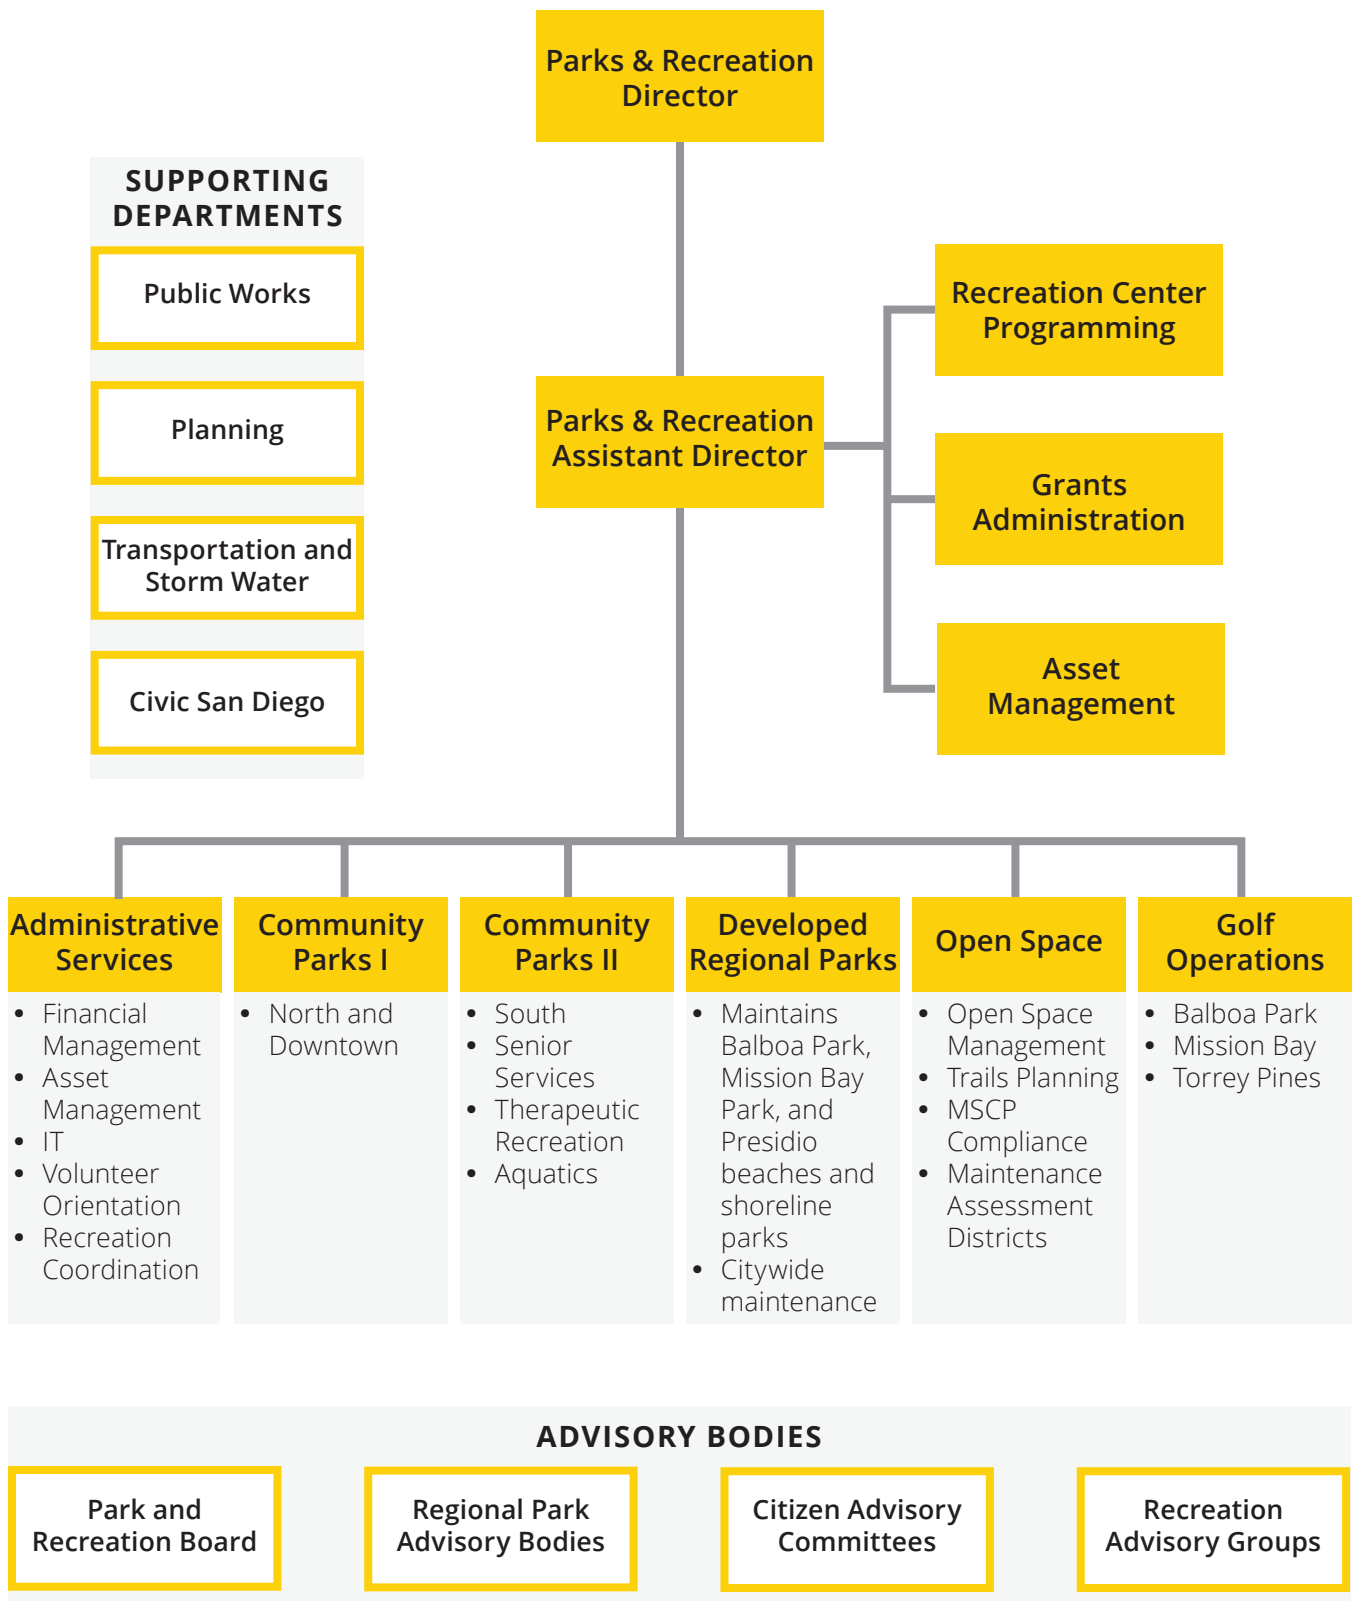 Parks & Recreation
Director
SUPPORTING
DEPARTMENTS
Public Works
Planning
Transportation and
Storm Water
Civic San Diego
Parks & Recreation
Assistant Director
Recreation Center
Programming
Grants
Administration
Asset
Management
Administrative
Services
• Financial
Management
• Asset
Management
• IT
• Volunteer
Orientation
• Recreation
Coordination
Community
Parks I
• North and
Downtown
Community
Parks II
• South
• Senior
Services
• Therapeutic
Recreation
• Aquatics
Developed
Regional Parks
• Maintains
Balboa Park,
Mission Bay
Park, and
Presidio
beaches and
shoreline
parks
• Citywide
maintenance
Open Space
• Open Space
Management
• Trails Planning
• MSCP
Compliance
• Maintenance
Assessment
Districts
Golf
Operations
• Balboa Park
• Mission Bay
• Torrey Pines
ADVISORY BODIES
Park and
Recreation Board
Regional Park
Advisory Bodies
Citizen Advisory
Committees
Recreation
Advisory Groups